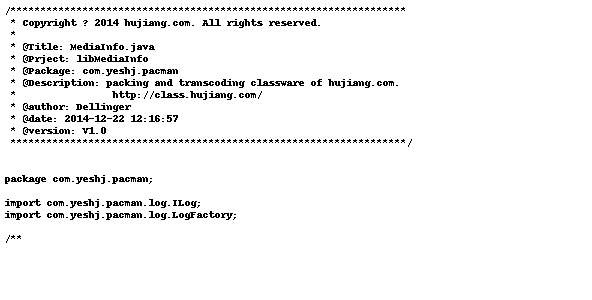 /******************************************************************
 * Copyright ? 2014 hujiang.com. All rights reserved.
 *
 * @Title: MediaInfo.java
 * @Prject: libMediaInfo
 * @Package: com.yeshj.pacman
 * @Description: packing and transcoding classware of hujiang.com.
 *                http://class.hujiang.com/
 * @author: Dellinger
 * @date: 2014-12-22 12:16:57
 * @version: V1.0
 ******************************************************************/
package com.yeshj.pacman;
import com.yeshj.pacman.log.ILog;
import com.yeshj.pacman.log.LogFactory;
/**